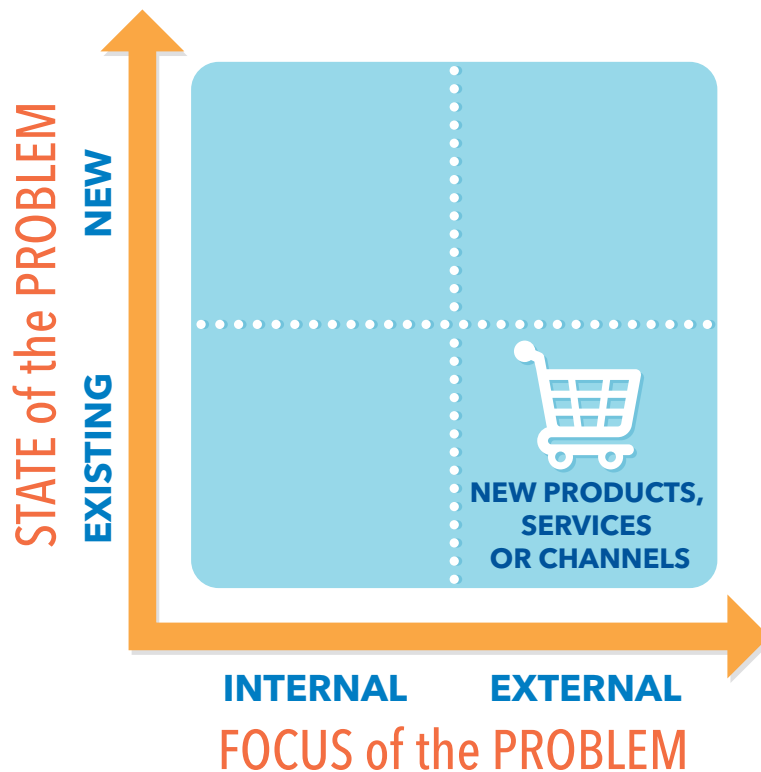 STATE of the PROBLEM
NEW
EXISTING
NEW PRODUCTS,
SERVICES
OR CHANNELS
INTERNAL
EXTERNAL
FOCUS of the PROBLEM